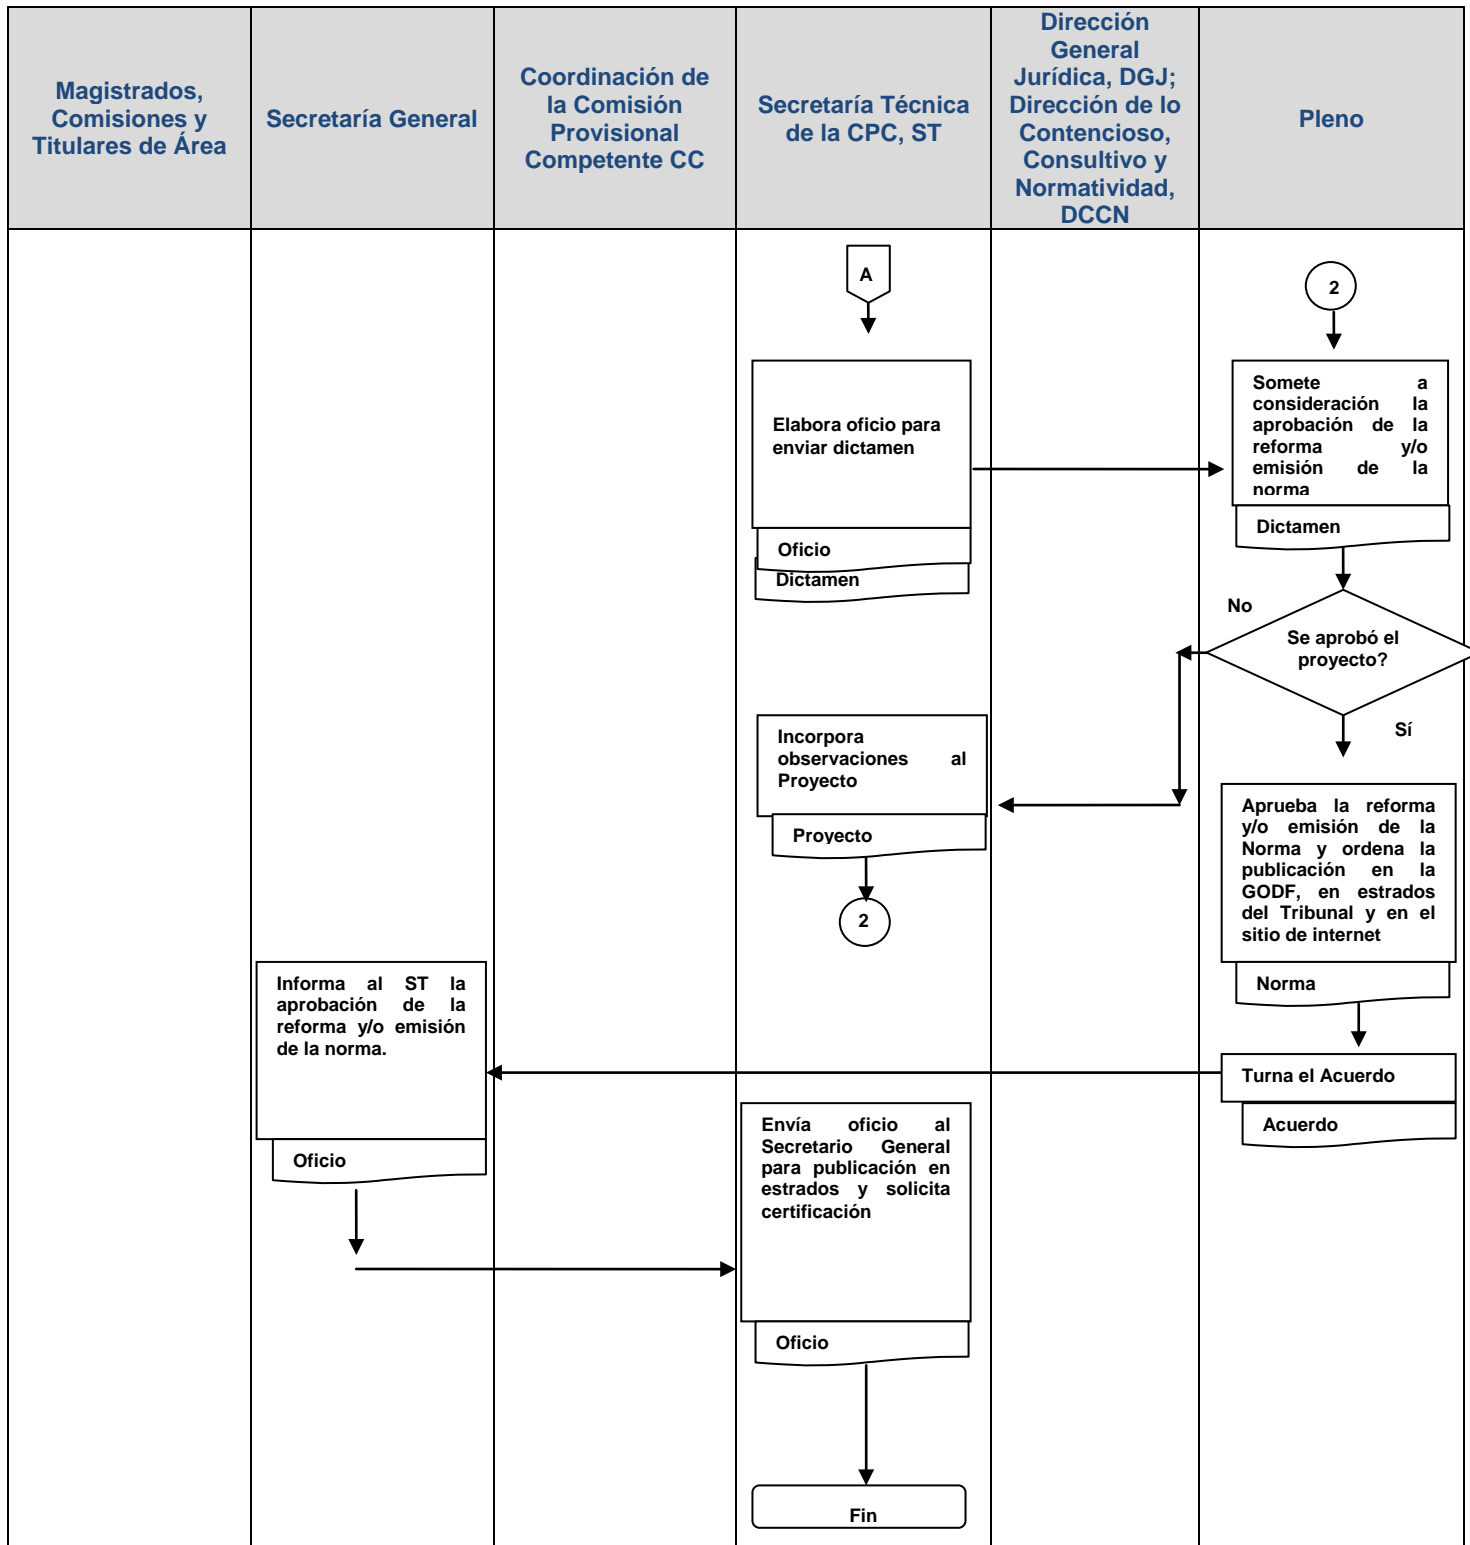 Magistrados,
Comisiones y
Titulares de Área
Secretaría General
Coordinación de
la Comisión
Provisional
Competente CC
Secretaría Técnica
de la CPC, ST
Dirección
General
Jurídica, DGJ;
Dirección de lo
Contencioso,
Consultivo y
Normatividad,
DCCN
Pleno
A
2
Elabora oficio para
enviar dictamen
Oficio
Dictamen
Somete a
consideración la
aprobación de la
reforma y/o
emisión de la
norma
Dictamen
No
Se aprobó el
proyecto?
Sí
Incorpora
observaciones al
Proyecto
Proyecto
2
Aprueba la reforma
y/o emisión de la
Norma y ordena la
publicación en la
GODF, en estrados
del Tribunal y en el
sitio de internet
Norma
Informa al ST la
aprobación de la
reforma y/o emisión
de la norma.
Oficio
Turna el Acuerdo
Acuerdo
Envía oficio al
Secretario General
para publicación en
estrados y solicita
certificación
Oficio
Fin